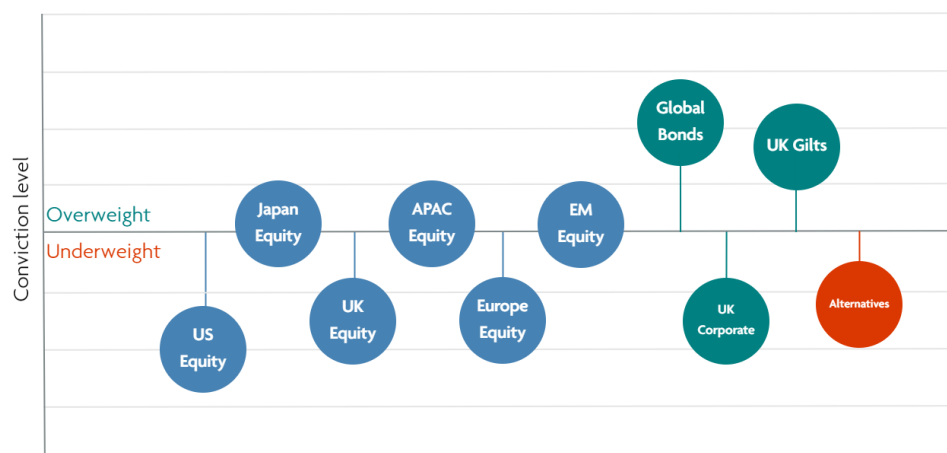 Conviction level
Overweight
Underweight
US
Equity
Japan
Equity
UK
Equity
APAC
Equity
Europe
Equity
EM
Equity
Global
Bonds
UK
Corporate
UK Gilts
Alternatives